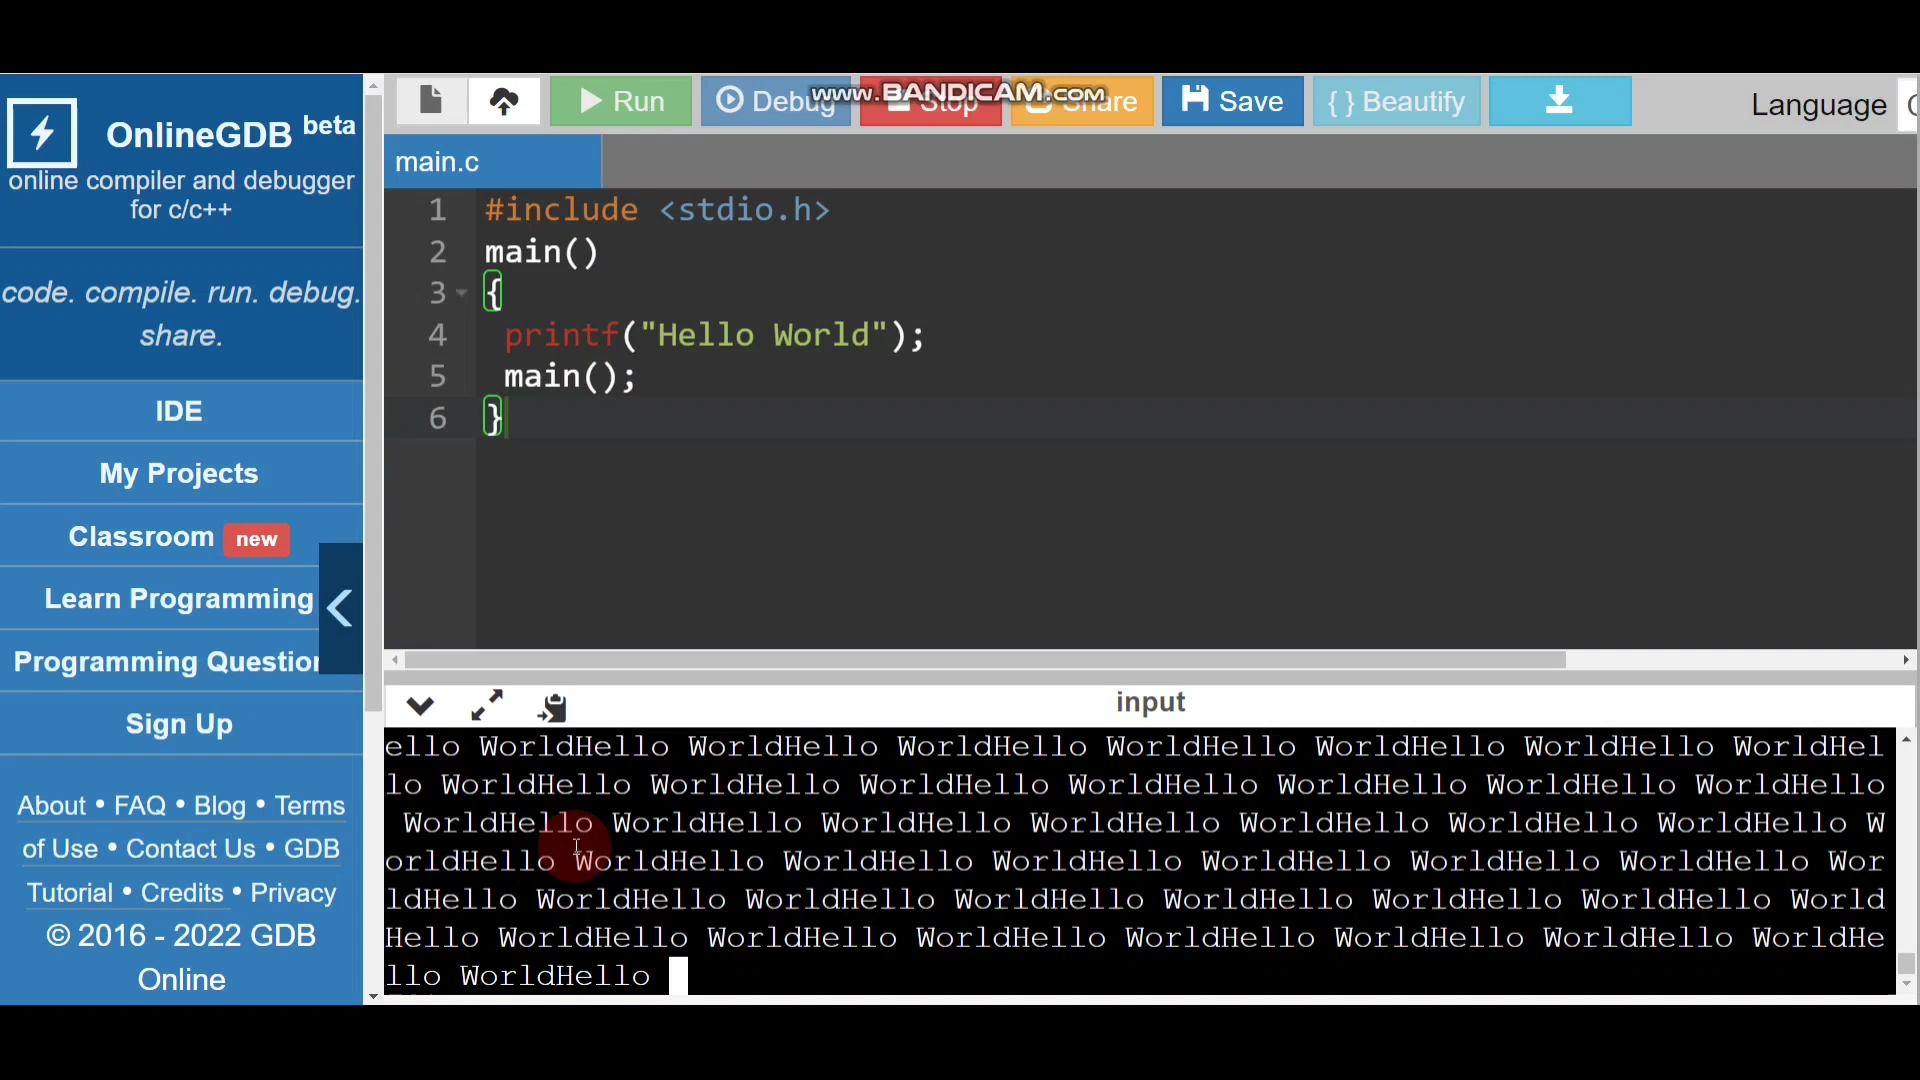 OnlineGDB beta
online compiler and debugger
for c/c++
code. compile. run. debug.
share.
IDE
My Projects
Classroom new
Learn Programming
Programming Question
Sign Up
About • FAQ • Blog • Terms
of Use • Contact Us • GDB
Tutorial • Credits • Privacy
© 2016 - 2022 GDB
Online
Run Debug Stop Share Save { } Beautify Language
www.BANDICAM.com
main.c
1 #include <stdio.h>
2 main()
3 {
4 printf("Hello World");
5 main();
6 }
input
ello WorldHello WorldHello WorldHello WorldHello WorldHello WorldHello WorldHel
lo WorldHello WorldHello WorldHello WorldHello WorldHello WorldHello WorldHello
WorldHello WorldHello WorldHello WorldHello WorldHello WorldHello WorldHello W
orldHello WorldHello WorldHello WorldHello WorldHello WorldHello WorldHello Wor
ldHello WorldHello WorldHello WorldHello WorldHello WorldHello WorldHello World
Hello WorldHello WorldHello WorldHello WorldHello WorldHello WorldHello WorldHe
llo WorldHello